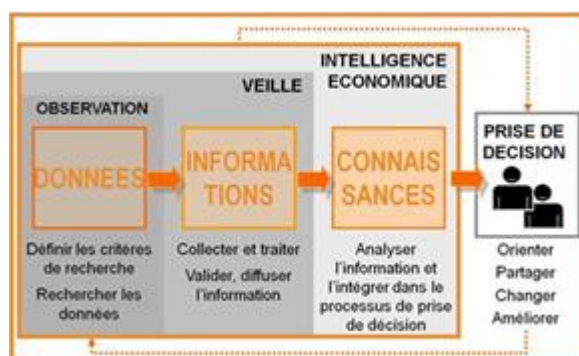 INTELLIGENCE
ECONOMIQUE
VEILLE
OBSERVATION
DONNEES
INFORMA
TIONS
CONNAIS
SANCES
PRISE DE
DECISION
Définir les critères
de recherche
Rechercher les
données
Collecter et traiter
Valider, diffuser
l'information
Analyser
l'information et
l'intégrer dans le
processus de prise
de décision
Orienter
Partager
Changer
Améliorer